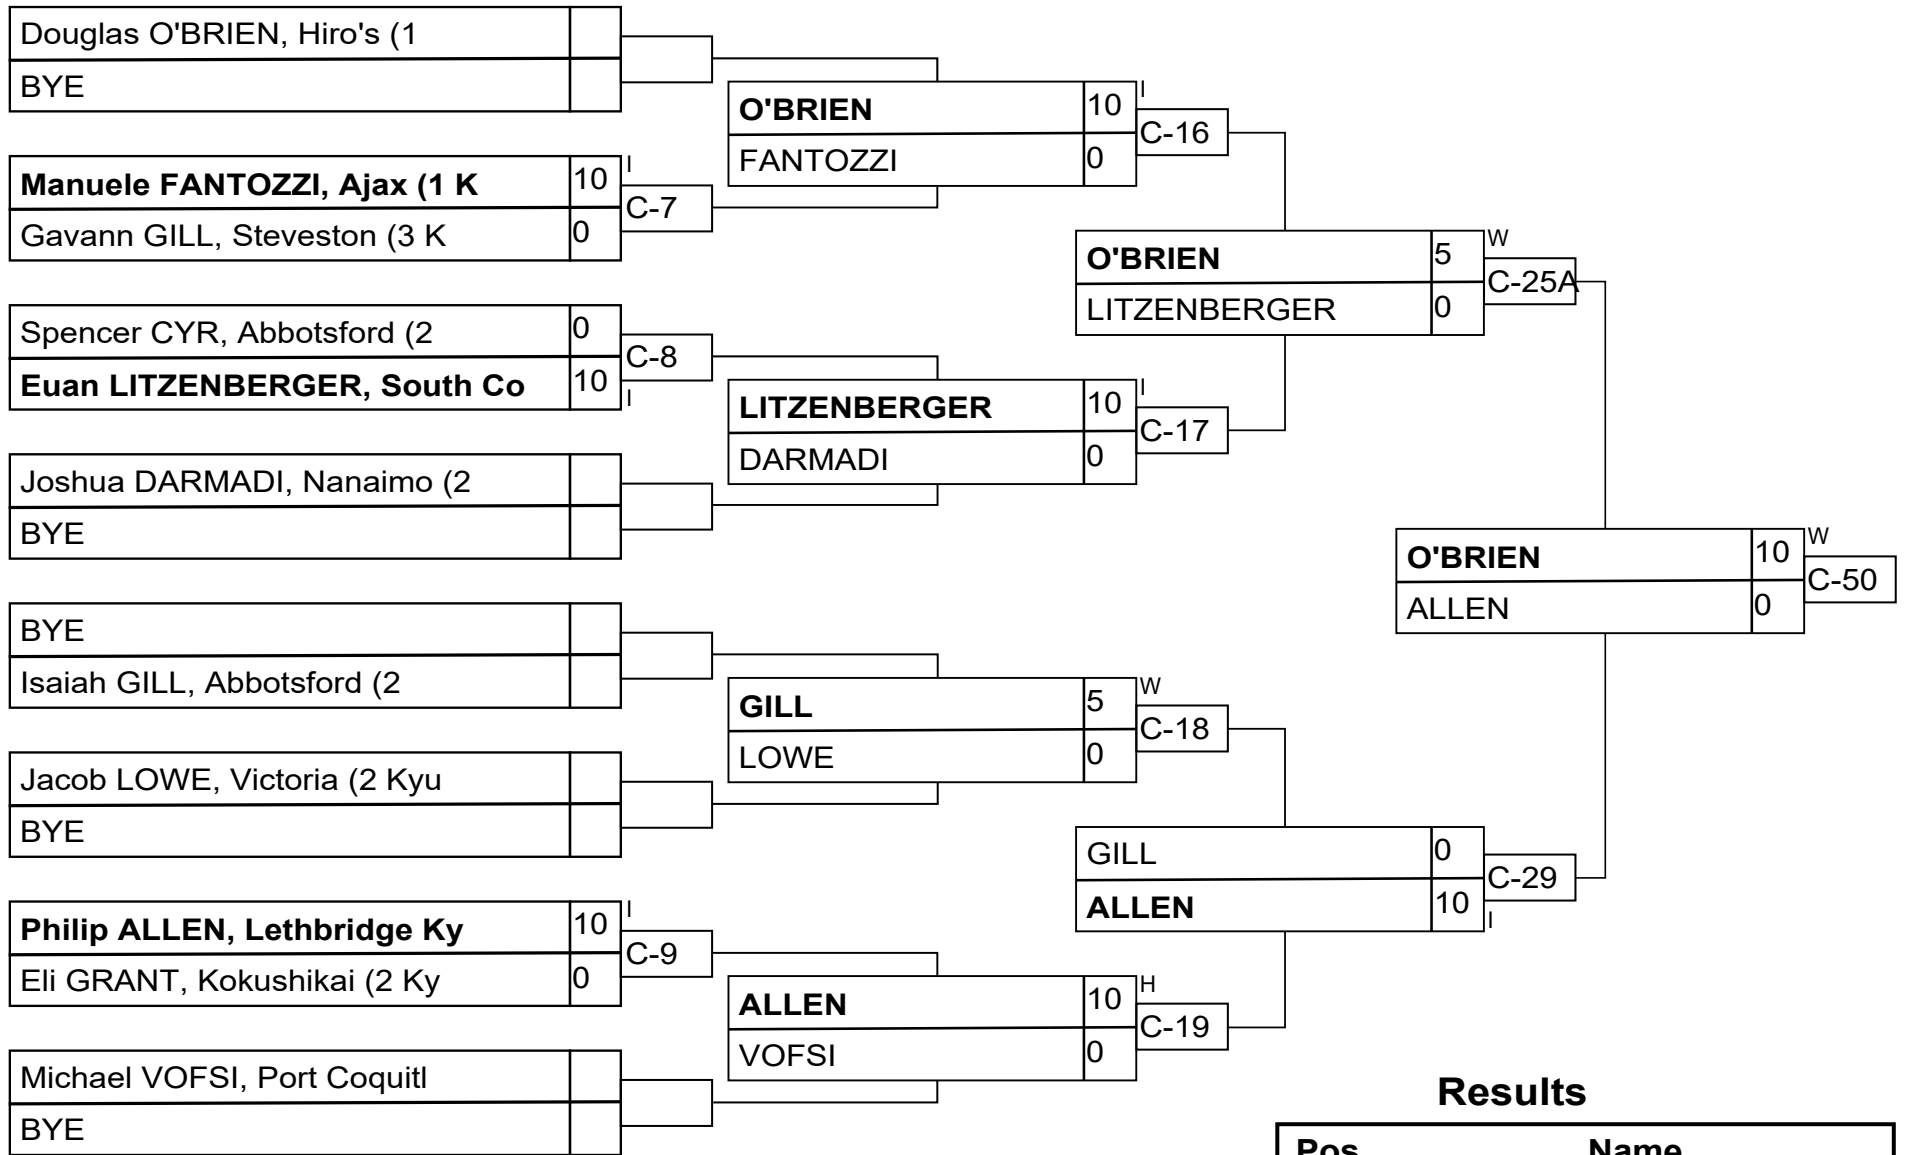 Douglas O'BRIEN, Hiro's (1
BYE
Manuele FANTOZZI, Ajax (1 K 10 I
Gavann GILL, Steveston (3 K 0
C-7
Spencer CYR, Abbotsford (2 0
Euan LITZENBERGER, South Co 10 I
C-8
Joshua DARMADI, Nanaimo (2
BYE
BYE
Isaiah GILL, Abbotsford (2
Jacob LOWE, Victoria (2 Kyu
BYE
Philip ALLEN, Lethbridge Ky 10 I
Eli GRANT, Kokushikai (2 Ky 0
C-9
Michael VOFSI, Port Coquitl
BYE
O'BRIEN 10 I
FANTOZZI 0
C-16
LITZENBERGER 10 I
DARMADI 0
C-17
GILL 5 W
LOWE 0
C-18
ALLEN 10 H
VOFSI 0
C-19
O'BRIEN 5 W
LITZENBERGER 0
C-25A
GILL 0
ALLEN 10 I
C-29
O'BRIEN 10 W
ALLEN 0
C-50
Results
Pos Name